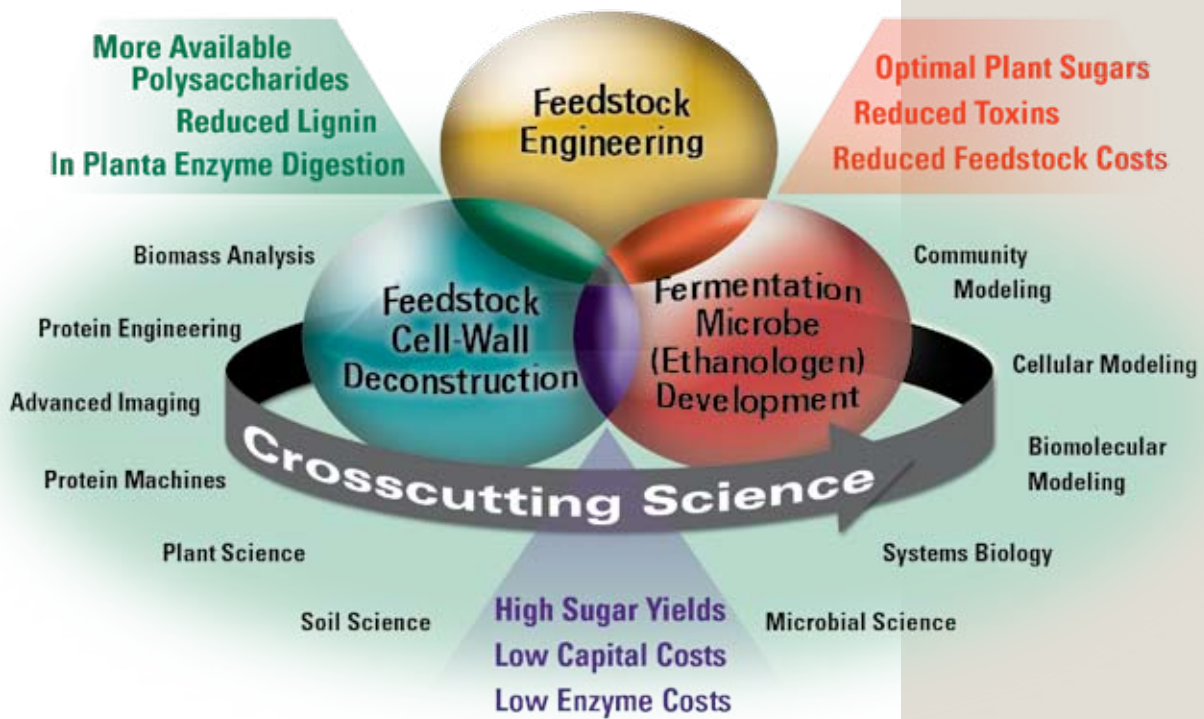 More Available
Polysaccharides
Reduced Lignin
In Planta Enzyme Digestion
Feedstock
Engineering
Optimal Plant Sugars
Reduced Toxins
Reduced Feedstock Costs
Biomass Analysis
Protein Engineering
Advanced Imaging
Protein Machines
Plant Science
Soil Science
Feedstock
Cell-Wall
Deconstruction
Fermentation
Microbe
(Ethanologen)
Development
Community
Modeling
Cellular Modeling
Biomolecular
Modeling
Systems Biology
Microbial Science
Crosscutting Science
High Sugar Yields
Low Capital Costs
Low Enzyme Costs